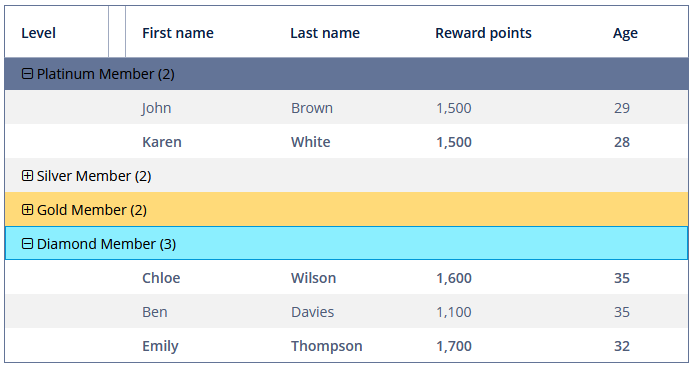 Level First name Last name Reward points Age
Platinum Member (2)
John Brown 1,500 29
Karen White 1,500 28
Silver Member (2)
Gold Member (2)
Diamond Member (3)
Chloe Wilson 1,600 35
Ben Davies 1,100 35
Emily Thompson 1,700 32